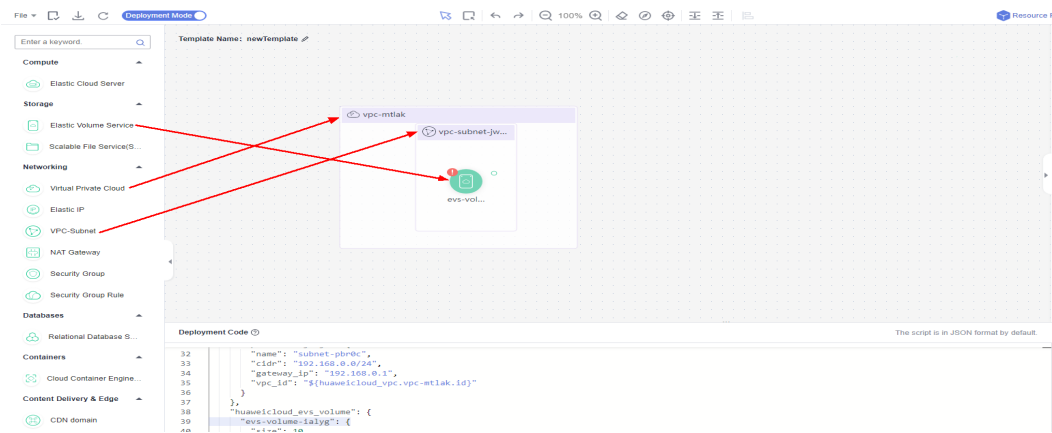 File
Deployment Mode
100%
Resource
Enter a keyword.
Compute
Elastic Cloud Server
Storage
Elastic Volume Service
Scalable File Service(S...
Networking
Virtual Private Cloud
Elastic IP
VPC-Subnet
NAT Gateway
Security Group
Security Group Rule
Databases
Relational Database S...
Containers
Cloud Container Engine...
Content Delivery & Edge
CDN domain
Template Name: newTemplate
vpc-mtlak
vpc-subnet-jw...
evs-vol...
Deployment Code
The script is in JSON format by default.
32 "name": "subnet-pbr0c",
33 "cidr": "192.168.0.0/24",
34 "gateway_ip": "192.168.0.1",
35 "vpc_id": "${huaweicloud_vpc.vpc-mtlak.id}"
36 }
37 },
38 "huaweicloud_evs_volume": {
39 "evs-volume-ialyg": {
40 "size": 10